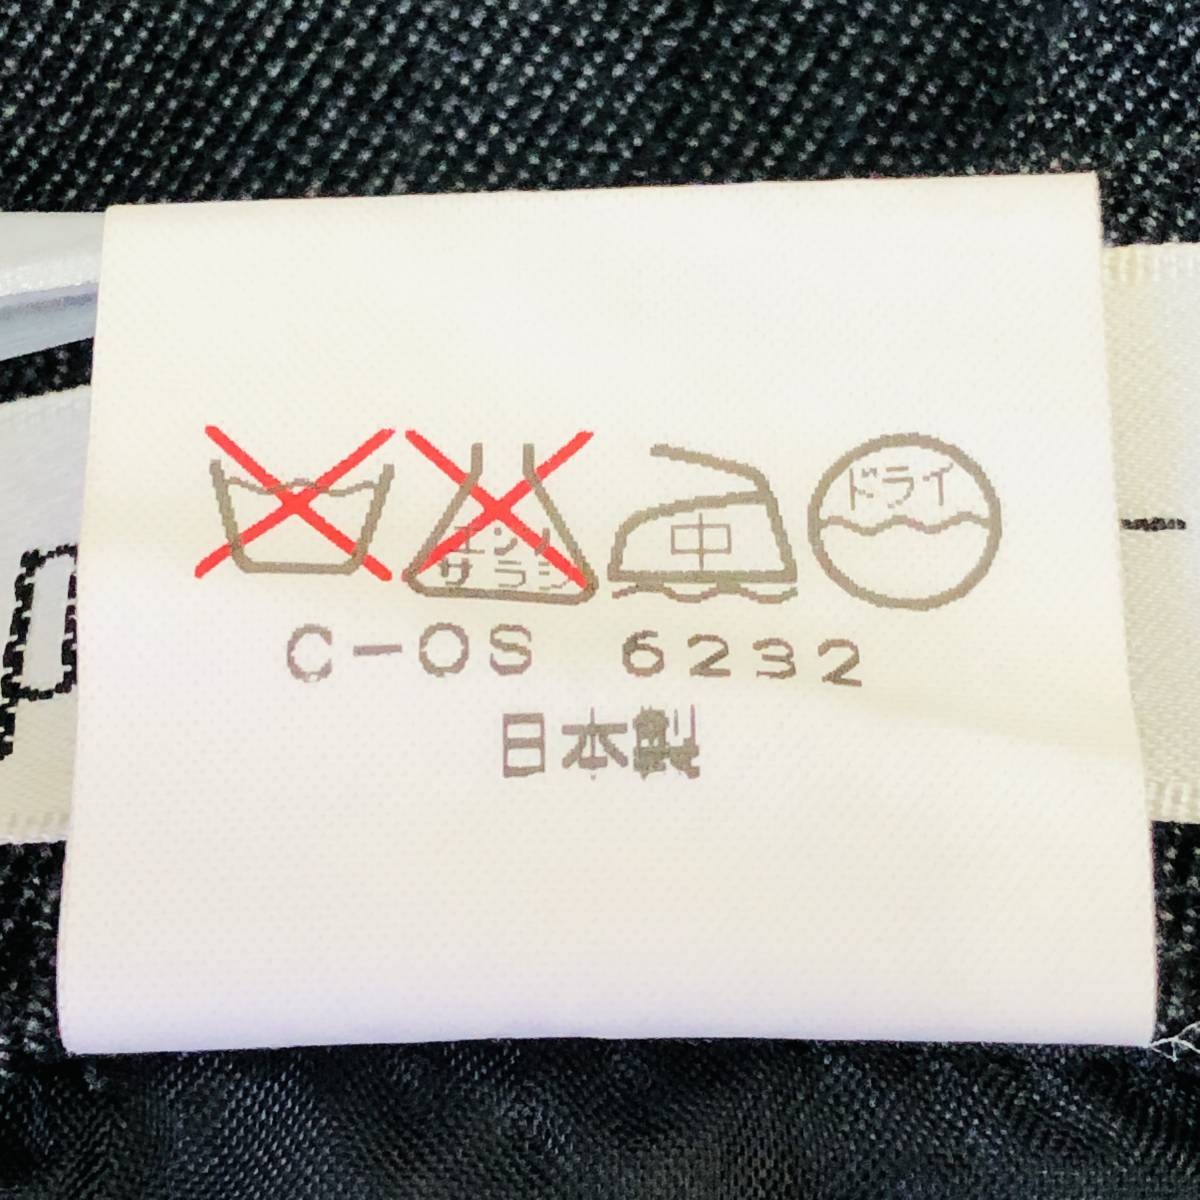 エンソ
サラシ
中
ドライ
C-OS 6232
日本製